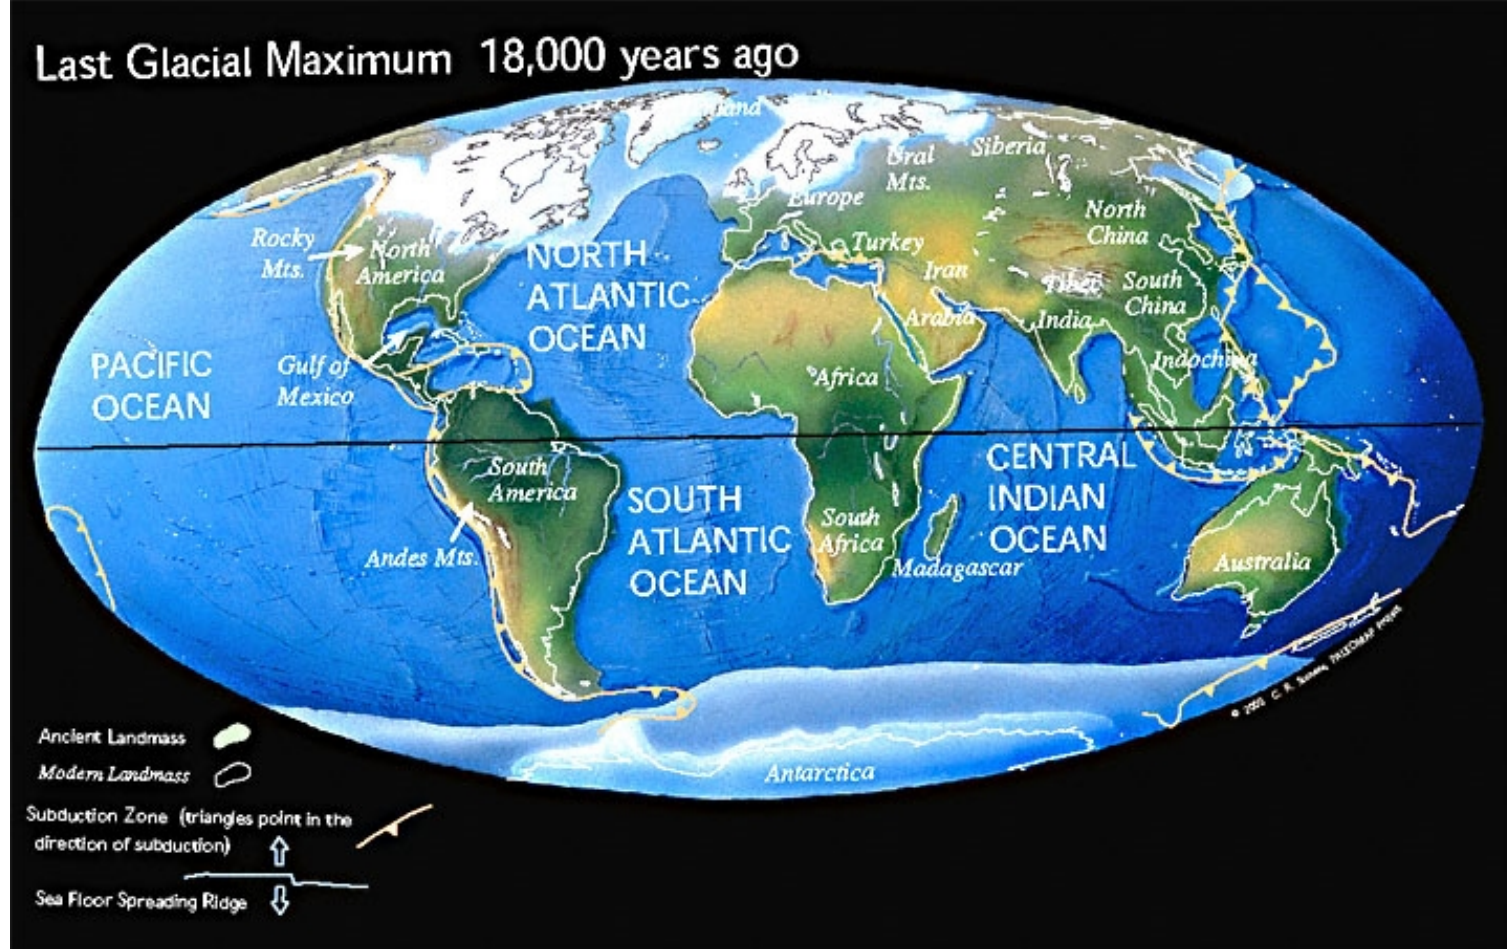 Last Glacial Maximum 18,000 years ago
Ural
Mts.
Siberia
Europe
North
China
Rocky
Mts.
North
America
NORTH
ATLANTIC
OCEAN
Turkey
Iran
Tibet
South
China
Arabia
India
PACIFIC
OCEAN
Gulf of
Mexico
Africa
Indochina
South
America
SOUTH
ATLANTIC
OCEAN
CENTRAL
INDIAN
OCEAN
Andes Mts.
South
Africa
Madagascar
Australia
Antarctica
Ancient Landmass
Modern Landmass
Subduction Zone (triangles point in the
direction of subduction)
Sea Floor Spreading Ridge